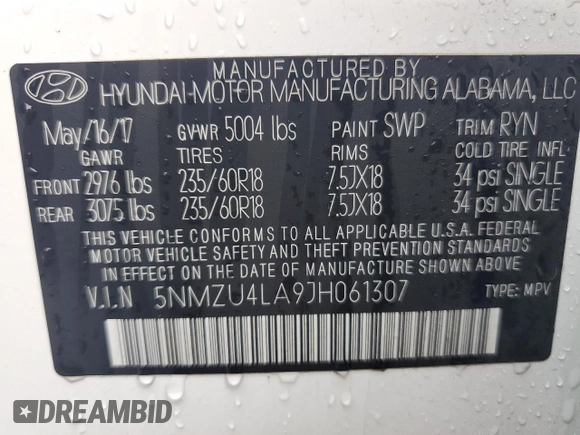 MANUFACTURED BY
HYUNDAI MOTOR MANUFACTURING ALABAMA, LLC
May/16/17 GVWR 5004 lbs PAINT SWP TRIM RYN
GAWR TIRES RIMS COLD TIRE INFL
FRONT 2976 lbs 235/60R18 7.5JX18 34 psi SINGLE
REAR 3075 lbs 235/60R18 7.5JX18 34 psi SINGLE
THIS VEHICLE CONFORMS TO ALL APPLICABLE U.S.A. FEDERAL
MOTOR VEHICLE SAFETY AND THEFT PREVENTION STANDARDS
IN EFFECT ON THE DATE OF MANUFACTURE SHOWN ABOVE.
V.I.N 5NMZU4LA9JH061307 TYPE: MPV
DREAMBID